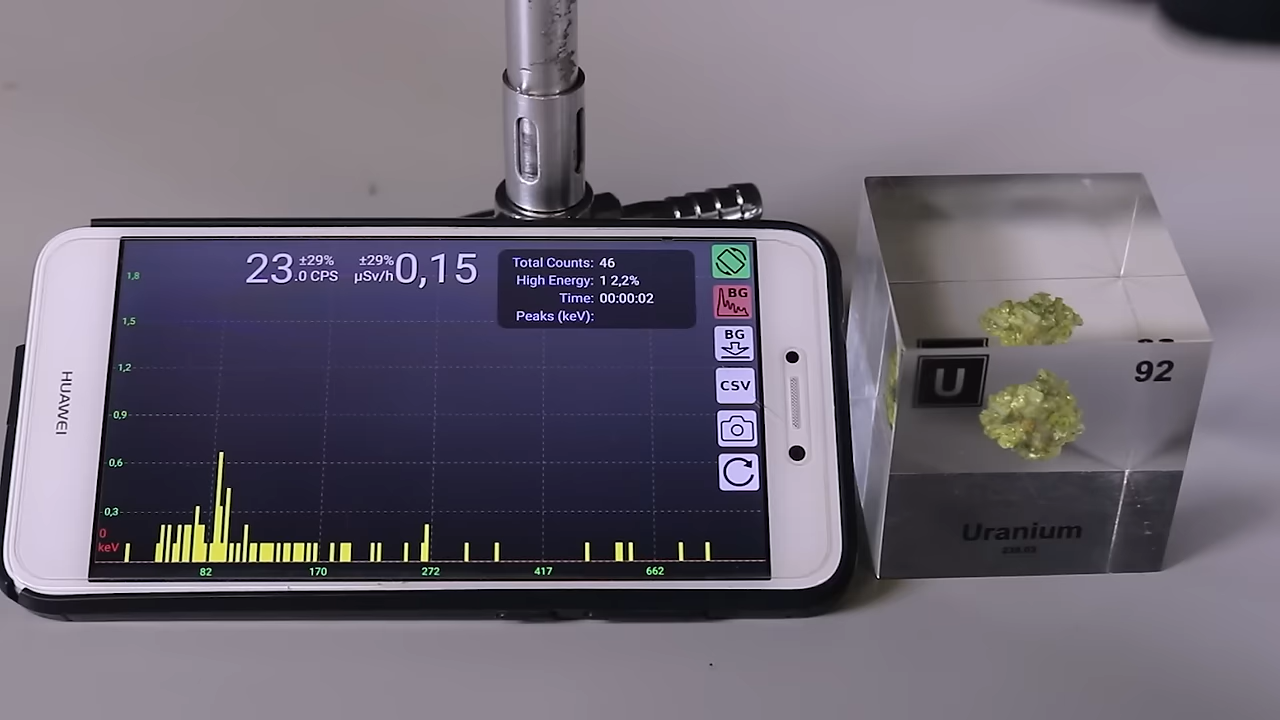 HUAWEI
23.0 CPS ±29%
±29% µSv/h 0,15
Total Counts: 46
High Energy: 1 2,2%
Time: 00:00:02
Peaks (keV):
BG
BG
CSV
1,8
1,5
1,2
0,9
0,6
0,3
0
keV
82 170 272 417 662
U
92
Uranium